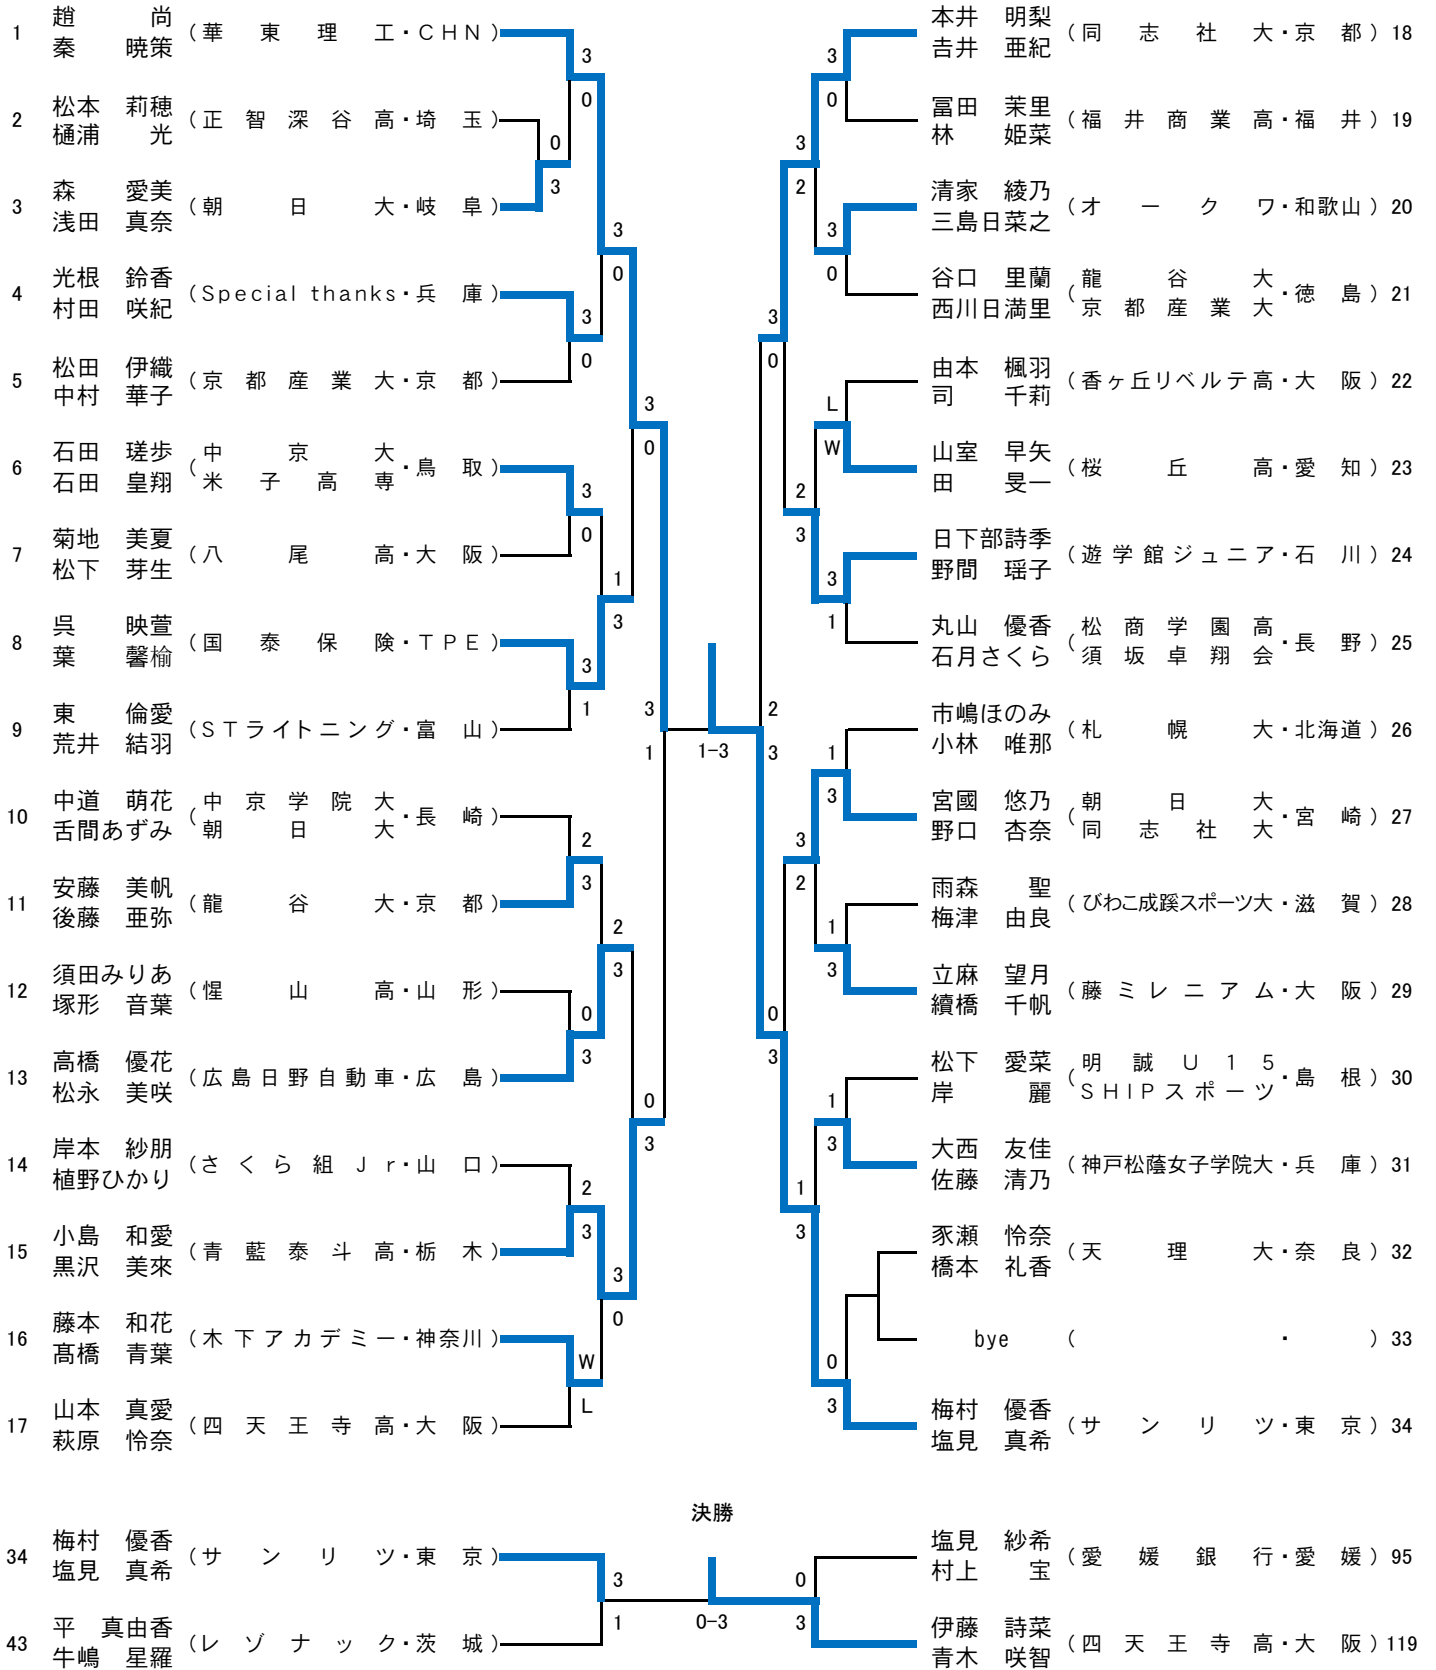 1 趙 尚 秦 暁策 (華東理工・CHN)
2 松本 莉穂 樋浦 光 (正智深谷高・埼玉)
3 森 愛美 浅田 真奈 (朝日大・岐阜)
4 光根 鈴香 村田 咲紀 (Special thanks・兵庫)
5 松田 伊織 中村 華子 (京都産業大・京都)
6 石田 瑳歩 石田 皇翔 (中京大 米子高専・鳥取)
7 菊地 美夏 松下 芽生 (八尾高・大阪)
8 呉 映萱 葉 馨榆 (国泰保険・TPE)
9 東 倫愛 荒井 結羽 (STライトニング・富山)
10 中道 萌花 舌間あずみ (中京学院大 朝日大・長崎)
11 安藤 美帆 後藤 亜弥 (龍谷大・京都)
12 須田みりあ 塚形 音葉 (惺山高・山形)
13 高橋 優花 松永 美咲 (広島日野自動車・広島)
14 岸本 紗朋 植野ひかり (さくら組Jr・山口)
15 小島 和愛 黒沢 美來 (青藍泰斗高・栃木)
16 藤本 和花 髙橋 青葉 (木下アカデミー・神奈川)
17 山本 真愛 萩原 怜奈 (四天王寺高・大阪)
3 0
0 3
3 0
3 0
3 0
3 0
1 3
3 1
3 1
2 3
2 3
0 3
0 3
2 3
3 0
W L
1-3
本井 明梨 𠮷井 亜紀 (同志社大・京都) 18
冨田 茉里 林 姫菜 (福井商業高・福井) 19
清家 綾乃 三島日菜之 (オークワ・和歌山) 20
谷口 里蘭 西川日満里 (龍谷大 京都産業大・徳島) 21
由本 楓羽 司 千莉 (香ヶ丘リベルテ高・大阪) 22
山室 早矢 田 旻一 (桜丘高・愛知) 23
日下部詩季 野間 瑶子 (遊学館ジュニア・石川) 24
丸山 優香 石月さくら (松商学園高 須坂卓翔会・長野) 25
市嶋ほのみ 小林 唯那 (札幌大・北海道) 26
宮國 悠乃 野口 杏奈 (朝日大 同志社大・宮崎) 27
雨森 聖 梅津 由良 (びわこ成蹊スポーツ大・滋賀) 28
立麻 望月 續橋 千帆 (藤ミレニアム・大阪) 29
松下 愛菜 岸 麗 (明誠U15 SHIPスポーツ・島根) 30
大西 友佳 佐藤 清乃 (神戸松蔭女子学院大・兵庫) 31
豕瀬 怜奈 橋本 礼香 (天理大・奈良) 32
bye (・) 33
梅村 優香 塩見 真希 (サンリツ・東京) 34
3 0
3 2
3 0
3 0
L W
2 3
3 1
2 3
1 3
3 2
1 3
0 3
1 3
1 3
0 3
決勝
34 梅村 優香 塩見 真希 (サンリツ・東京)
43 平 真由香 牛嶋 星羅 (レゾナック・茨城)
3 1
0-3
0 3
塩見 紗希 村上 宝 (愛媛銀行・愛媛) 95
伊藤 詩菜 青木 咲智 (四天王寺高・大阪) 119